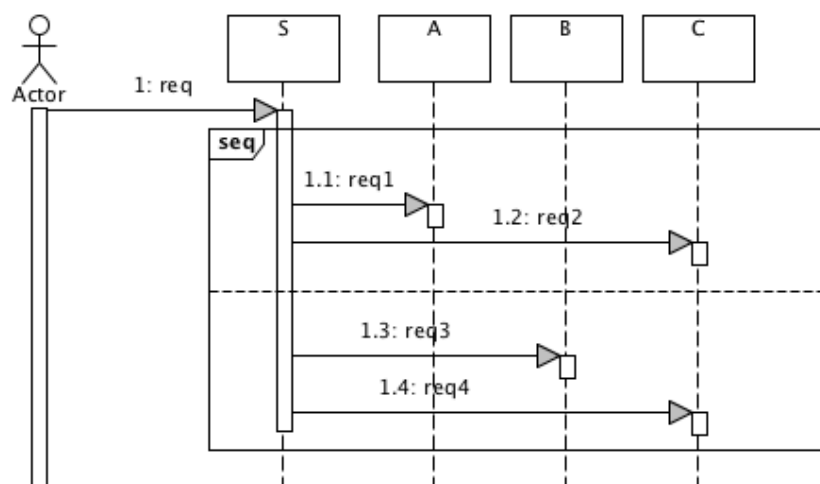 S
A
B
C
Actor
1: req
seq
1.1: req1
1.2: req2
1.3: req3
1.4: req4